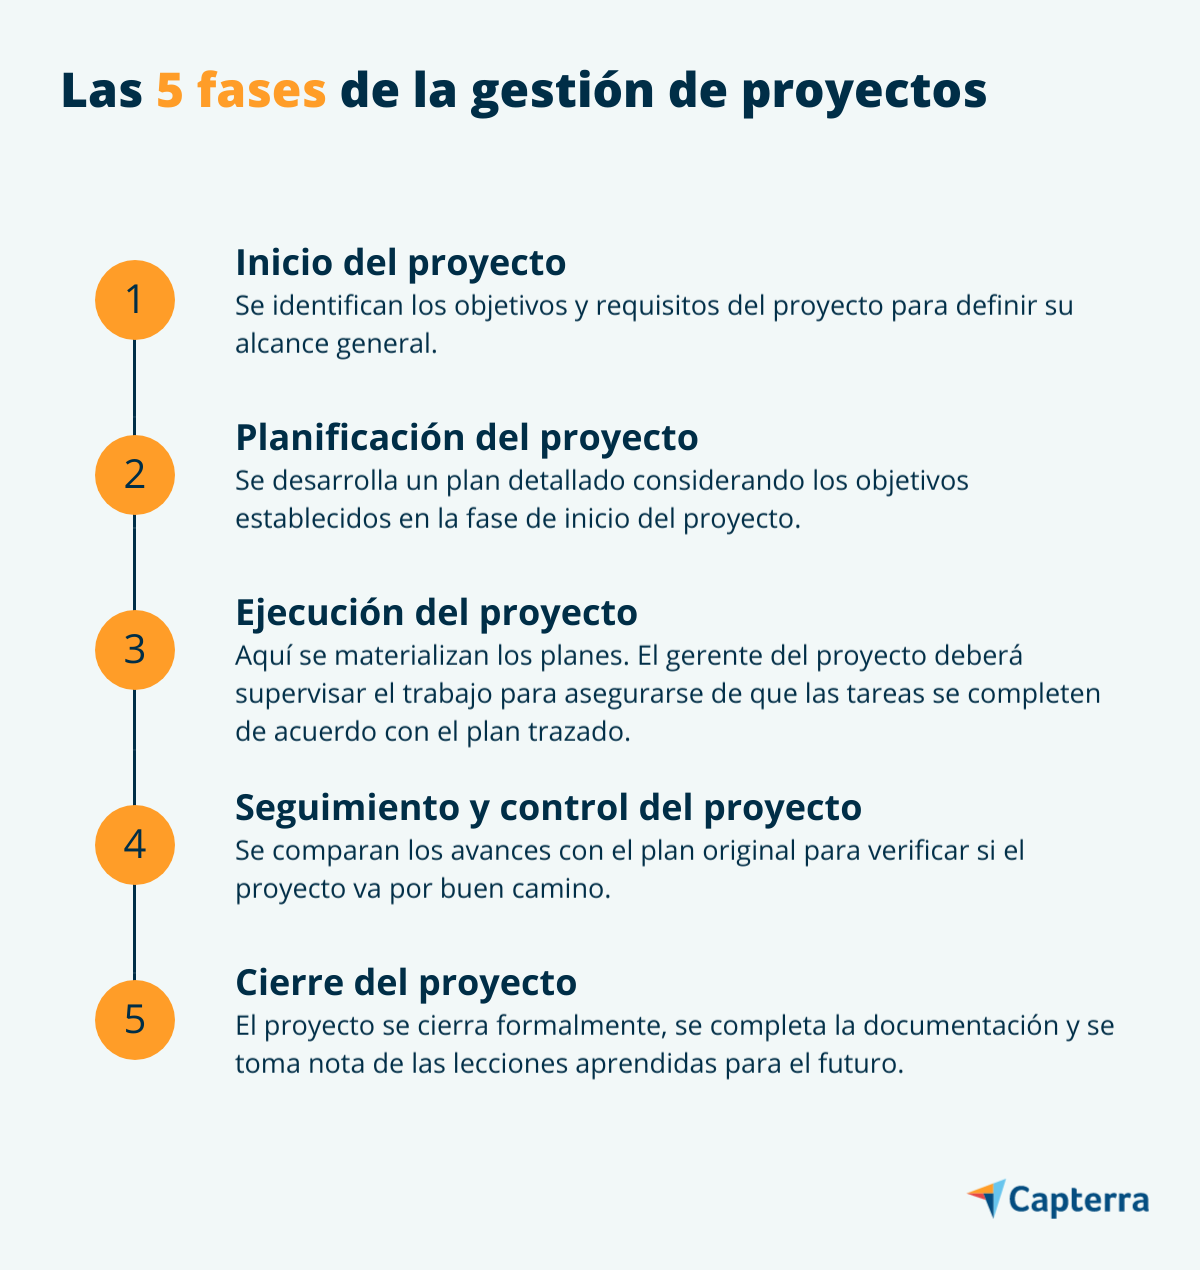 Las 5 fases de la gestión de proyectos
1
Inicio del proyecto
Se identifican los objetivos y requisitos del proyecto para definir su
alcance general.
2
Planificación del proyecto
Se desarrolla un plan detallado considerando los objetivos
establecidos en la fase de inicio del proyecto.
3
Ejecución del proyecto
Aquí se materializan los planes. El gerente del proyecto deberá
supervisar el trabajo para asegurarse de que las tareas se completen
de acuerdo con el plan trazado.
4
Seguimiento y control del proyecto
Se comparan los avances con el plan original para verificar si el
proyecto va por buen camino.
5
Cierre del proyecto
El proyecto se cierra formalmente, se completa la documentación y se
toma nota de las lecciones aprendidas para el futuro.
Capterra